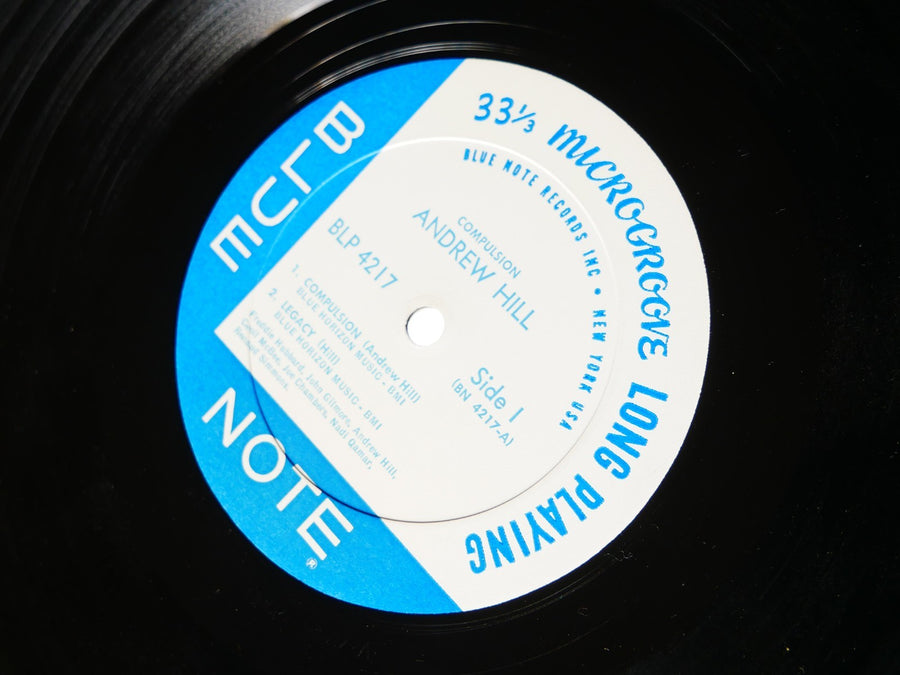 BLUE
NOTE
®
33⅓ MICROGROOVE LONG PLAYING
BLUE NOTE RECORDS INC • NEW YORK USA
COMPULSION
ANDREW HILL
BLP 4217
Side 1
(BN 4217-A)
1. COMPULSION (Andrew Hill)
BLUE HORIZON MUSIC - BMI
2. LEGACY (Hill)
BLUE HORIZON MUSIC - BMI
Freddie Hubbard, John Gilmore, Andrew Hill,
Cecil McBee, Joe Chambers, Nadi Qamar,
Renaud Simmons.